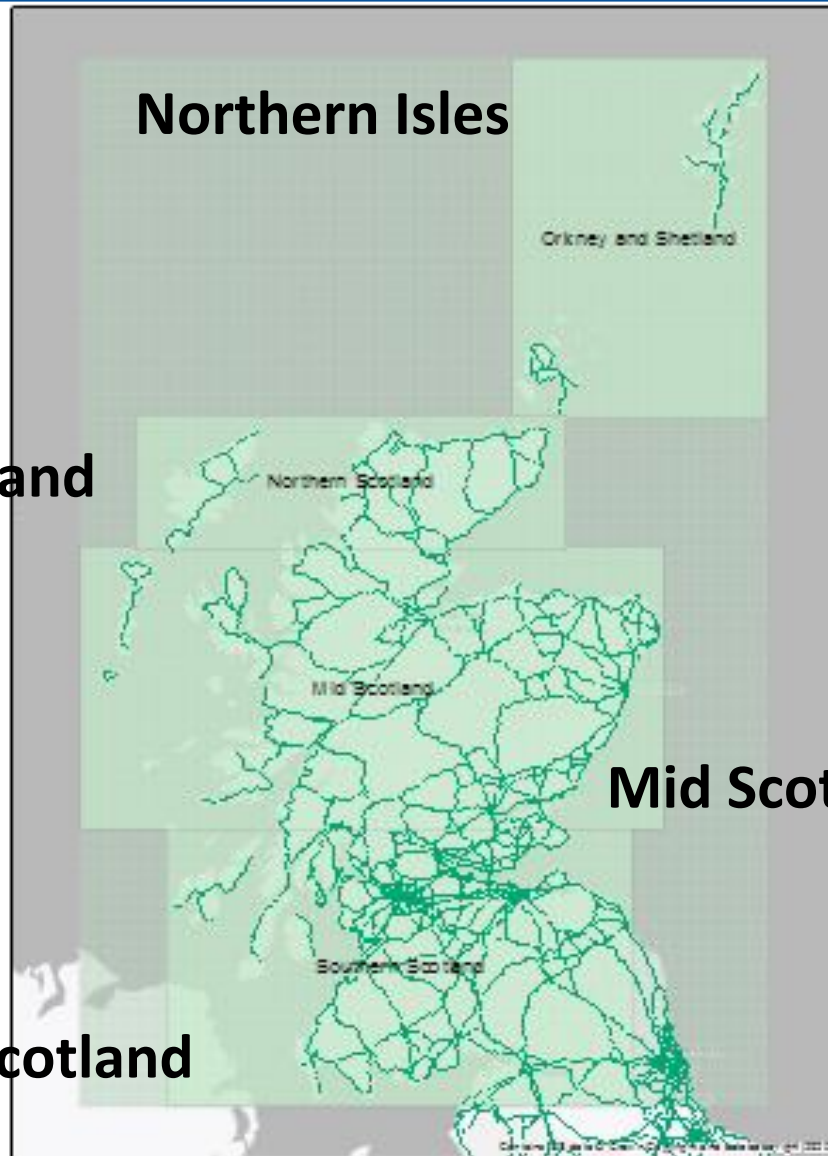 Northern Isles
Orkney and Shetland
and
Northern Scotland
Mid Scotland
Mid Scot
Southern Scotland
cotland